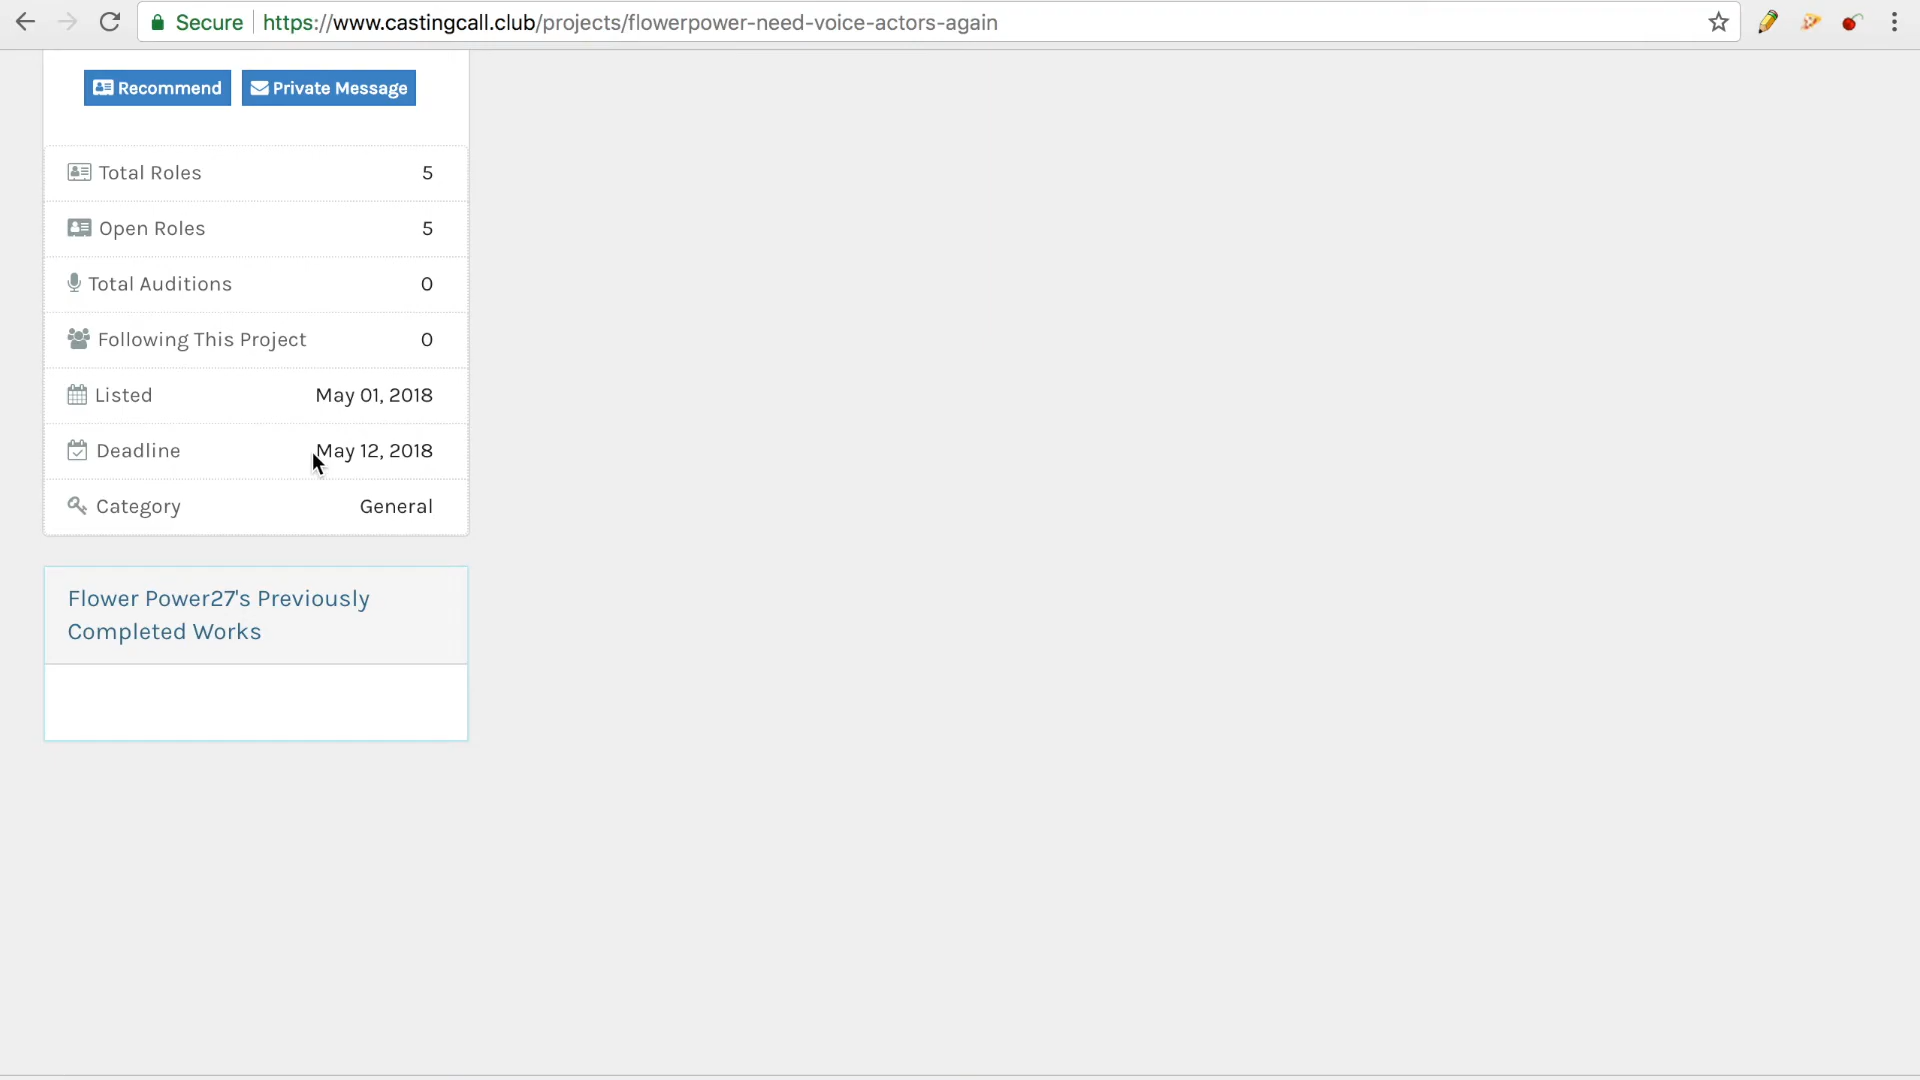 Secure https://www.castingcall.club/projects/flowerpower-need-voice-actors-again
Recommend Private Message
Total Roles 5
Open Roles 5
Total Auditions 0
Following This Project 0
Listed May 01, 2018
Deadline May 12, 2018
Category General
Flower Power27's Previously
Completed Works